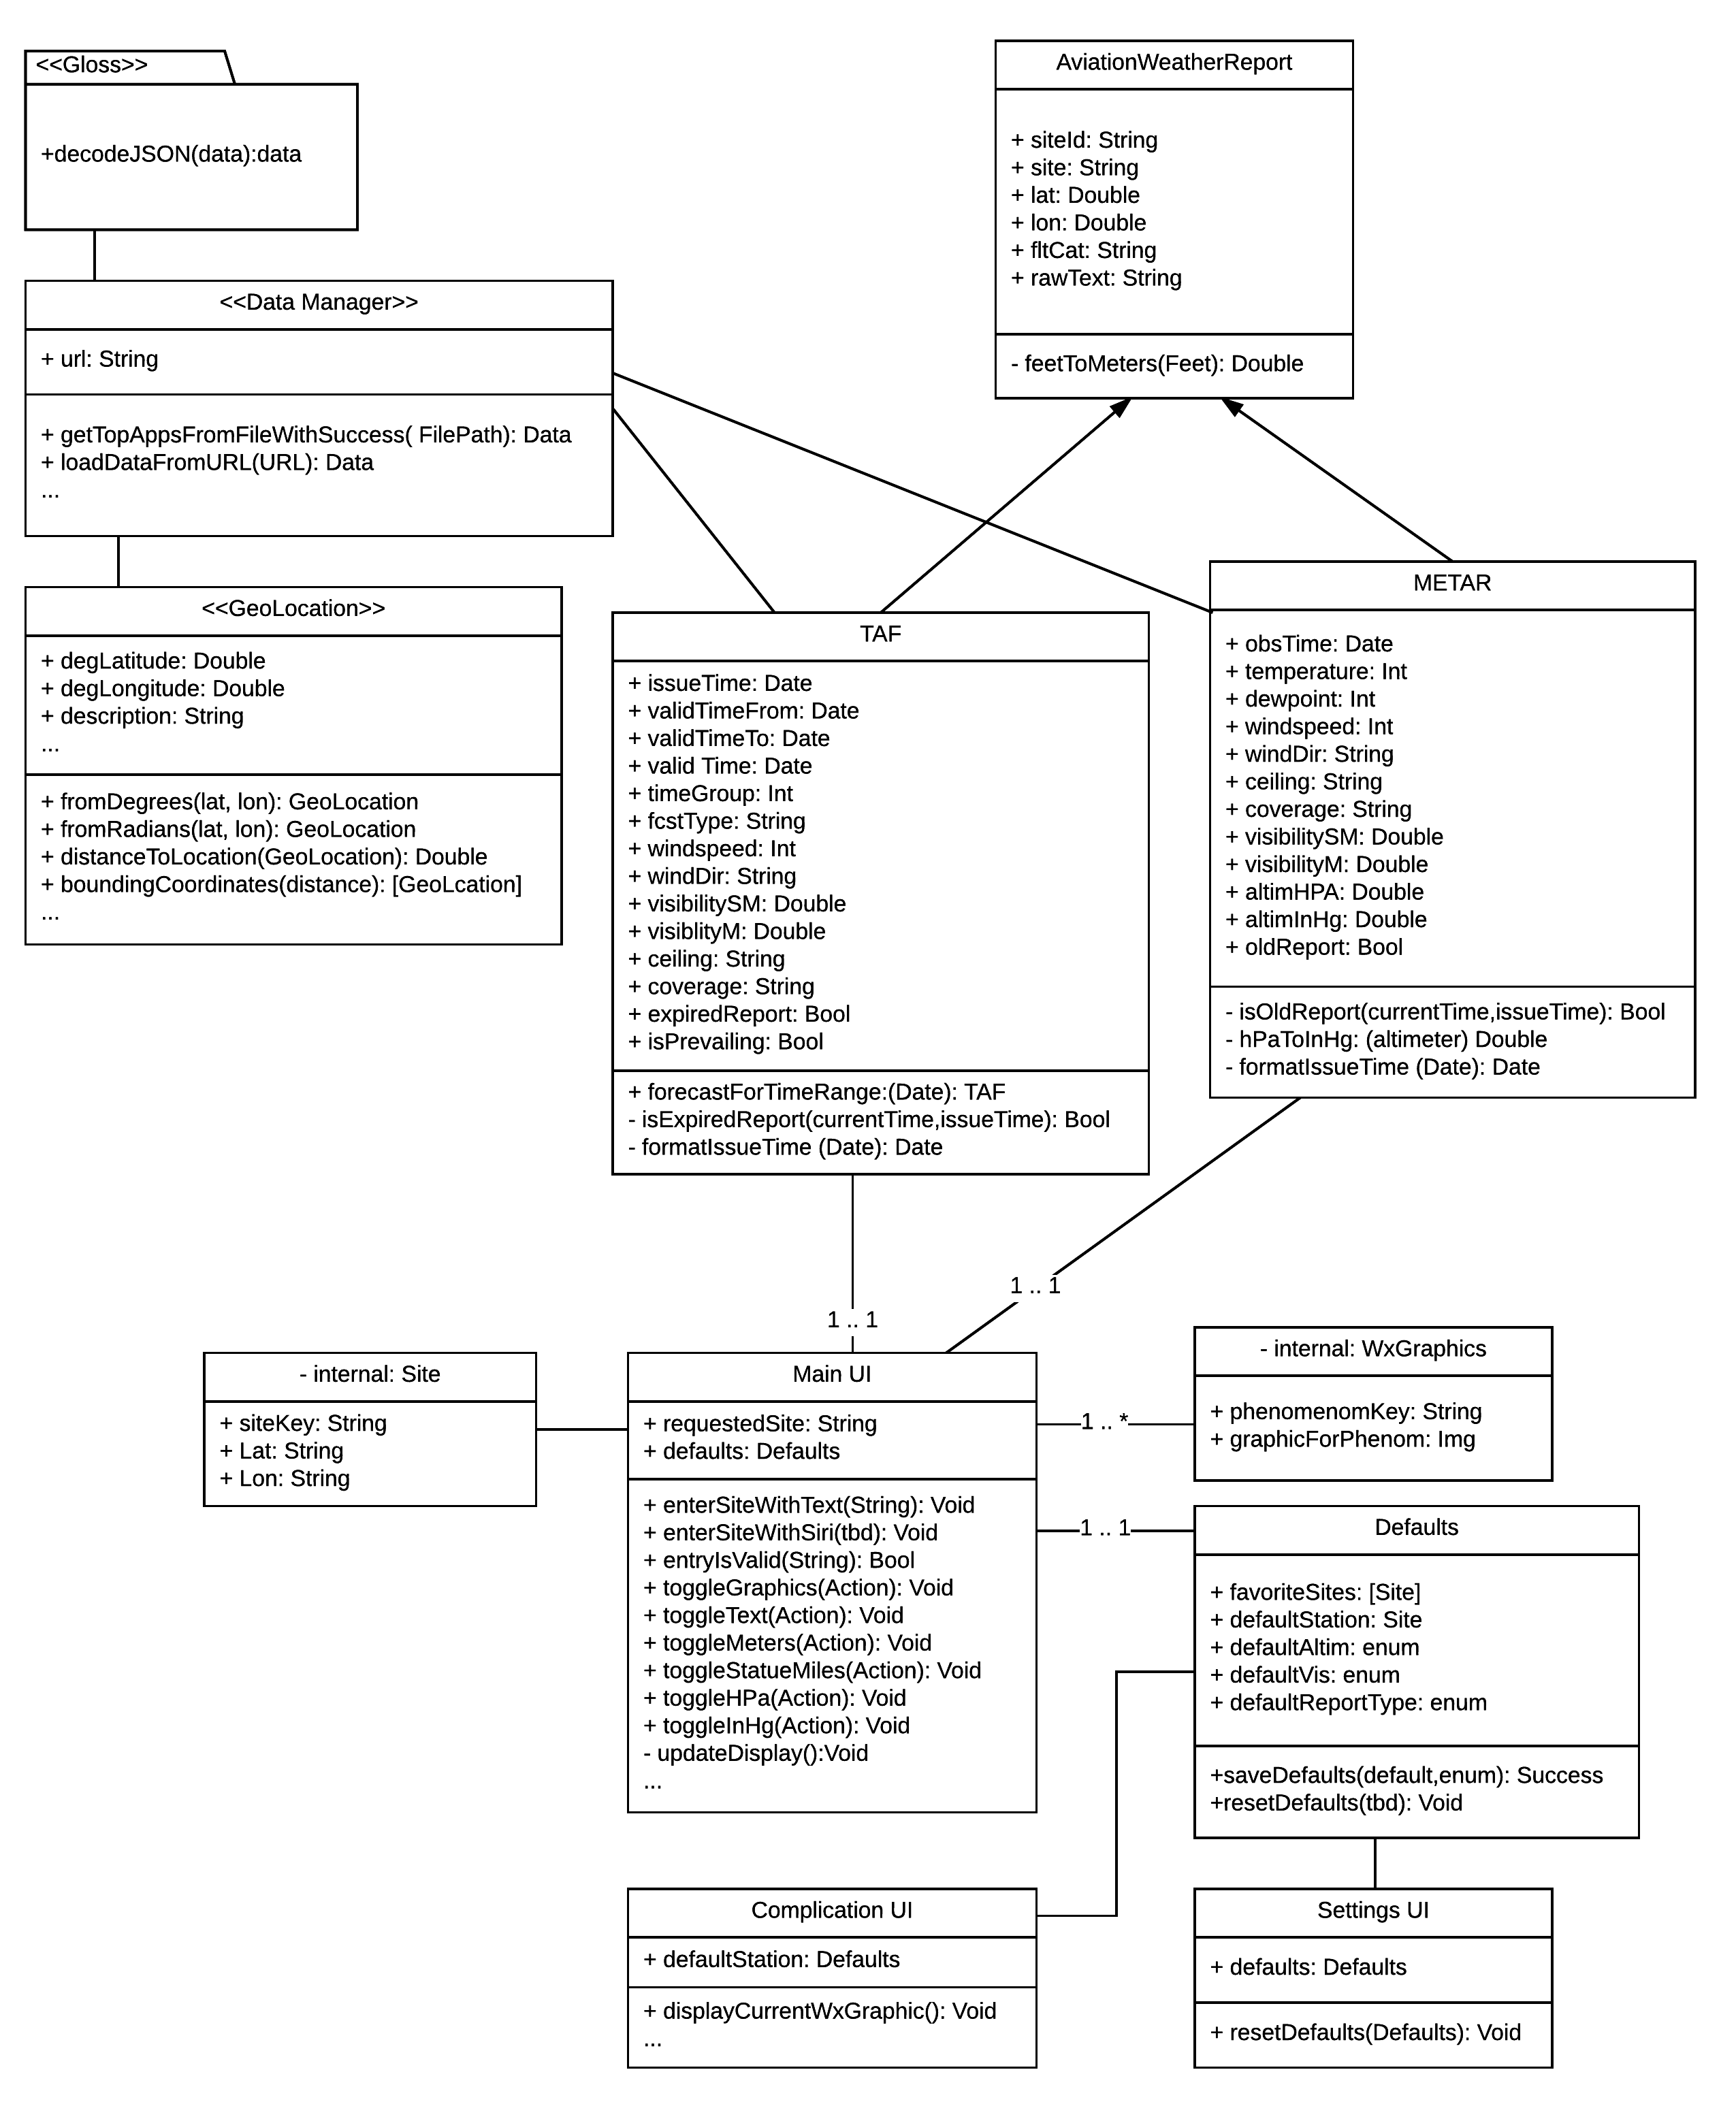 <<Gloss>>
+decodeJSON(data):data
AviationWeatherReport
+ siteId: String
+ site: String
+ lat: Double
+ lon: Double
+ fltCat: String
+ rawText: String
- feetToMeters(Feet): Double
<<Data Manager>>
+ url: String
+ getTopAppsFromFileWithSuccess( FilePath): Data
+ loadDataFromURL(URL): Data
...
<<GeoLocation>>
+ degLatitude: Double
+ degLongitude: Double
+ description: String
...
+ fromDegrees(lat, lon): GeoLocation
+ fromRadians(lat, lon): GeoLocation
+ distanceToLocation(GeoLocation): Double
+ boundingCoordinates(distance): [GeoLcation]
...
TAF
+ issueTime: Date
+ validTimeFrom: Date
+ validTimeTo: Date
+ valid Time: Date
+ timeGroup: Int
+ fcstType: String
+ windspeed: Int
+ windDir: String
+ visibilitySM: Double
+ visiblityM: Double
+ ceiling: String
+ coverage: String
+ expiredReport: Bool
+ isPrevailing: Bool
+ forecastForTimeRange:(Date): TAF
- isExpiredReport(currentTime,issueTime): Bool
- formatIssueTime (Date): Date
METAR
+ obsTime: Date
+ temperature: Int
+ dewpoint: Int
+ windspeed: Int
+ windDir: String
+ ceiling: String
+ coverage: String
+ visibilitySM: Double
+ visibilityM: Double
+ altimHPA: Double
+ altimInHg: Double
+ oldReport: Bool
- isOldReport(currentTime,issueTime): Bool
- hPaToInHg: (altimeter) Double
- formatIssueTime (Date): Date
1 .. 1
1 .. 1
- internal: Site
+ siteKey: String
+ Lat: String
+ Lon: String
Main UI
+ requestedSite: String
+ defaults: Defaults
+ enterSiteWithText(String): Void
+ enterSiteWithSiri(tbd): Void
+ entryIsValid(String): Bool
+ toggleGraphics(Action): Void
+ toggleText(Action): Void
+ toggleMeters(Action): Void
+ toggleStatueMiles(Action): Void
+ toggleHPa(Action): Void
+ toggleInHg(Action): Void
- updateDisplay():Void
...
1 .. *
- internal: WxGraphics
+ phenomenomKey: String
+ graphicForPhenom: Img
1 .. 1
Defaults
+ favoriteSites: [Site]
+ defaultStation: Site
+ defaultAltim: enum
+ defaultVis: enum
+ defaultReportType: enum
+saveDefaults(default,enum): Success
+resetDefaults(tbd): Void
Complication UI
+ defaultStation: Defaults
+ displayCurrentWxGraphic(): Void
...
Settings UI
+ defaults: Defaults
+ resetDefaults(Defaults): Void